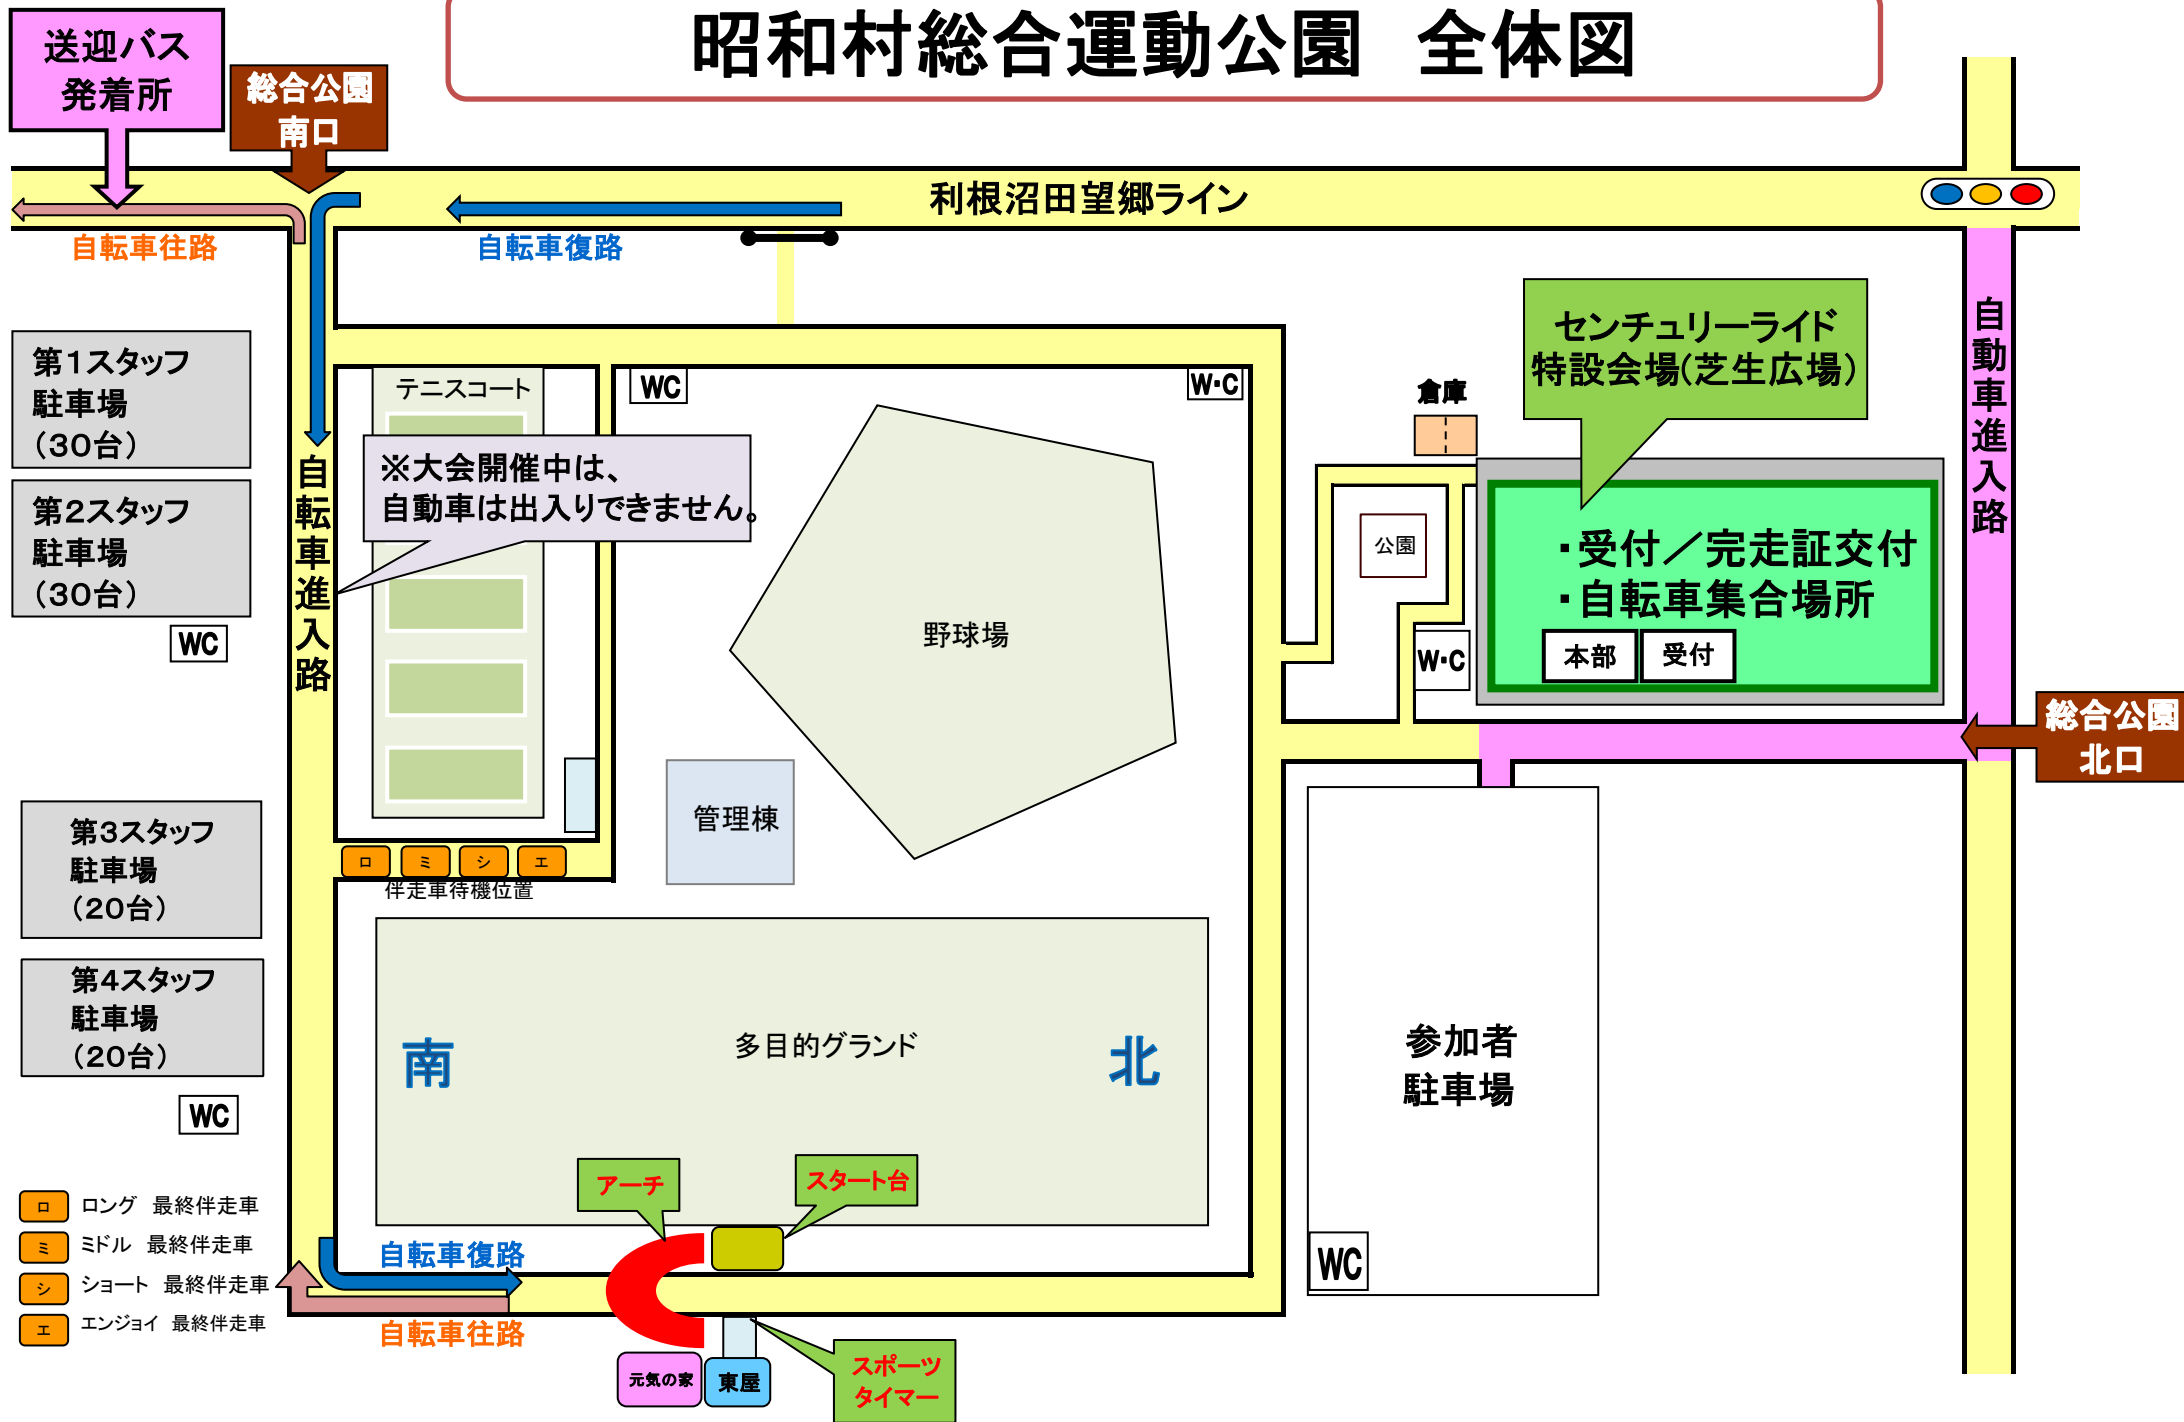 昭和村総合運動公園　全体図
送迎バス
発着所
総合公園
南口
利根沼田望郷ライン
自転車往路
自転車復路
自動車進入路
センチュリーライド
特設会場(芝生広場)
第1スタッフ
駐車場
(30台)
第2スタッフ
駐車場
(30台)
WC
自転車進入路
テニスコート
WC
W・C
倉庫
※大会開催中は、
自動車は出入りできません。
公園
・受付／完走証交付
・自転車集合場所
本部
受付
W・C
野球場
総合公園
北口
管理棟
第3スタッフ
駐車場
(20台)
ロ
ミ
シ
エ
伴走車待機位置
第4スタッフ
駐車場
(20台)
WC
南
多目的グランド
北
参加者
駐車場
WC
アーチ
スタート台
ロ ロング　最終伴走車
ミ ミドル　最終伴走車
シ ショート　最終伴走車
エ エンジョイ　最終伴走車
自転車復路
自転車往路
元気の家
東屋
スポーツ
タイマー